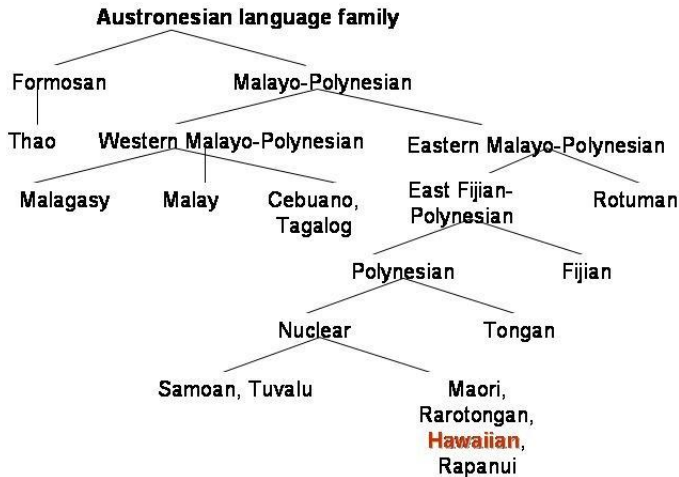 Austronesian language family
Formosan Malayo-Polynesian
Thao Western Malayo-Polynesian Eastern Malayo-Polynesian
Malagasy Malay Cebuano, Tagalog
East Fijian-
Polynesian
Rotuman
Polynesian Fijian
Nuclear Tongan
Samoan, Tuvalu
Maori,
Rarotongan,
Hawaiian,
Rapanui